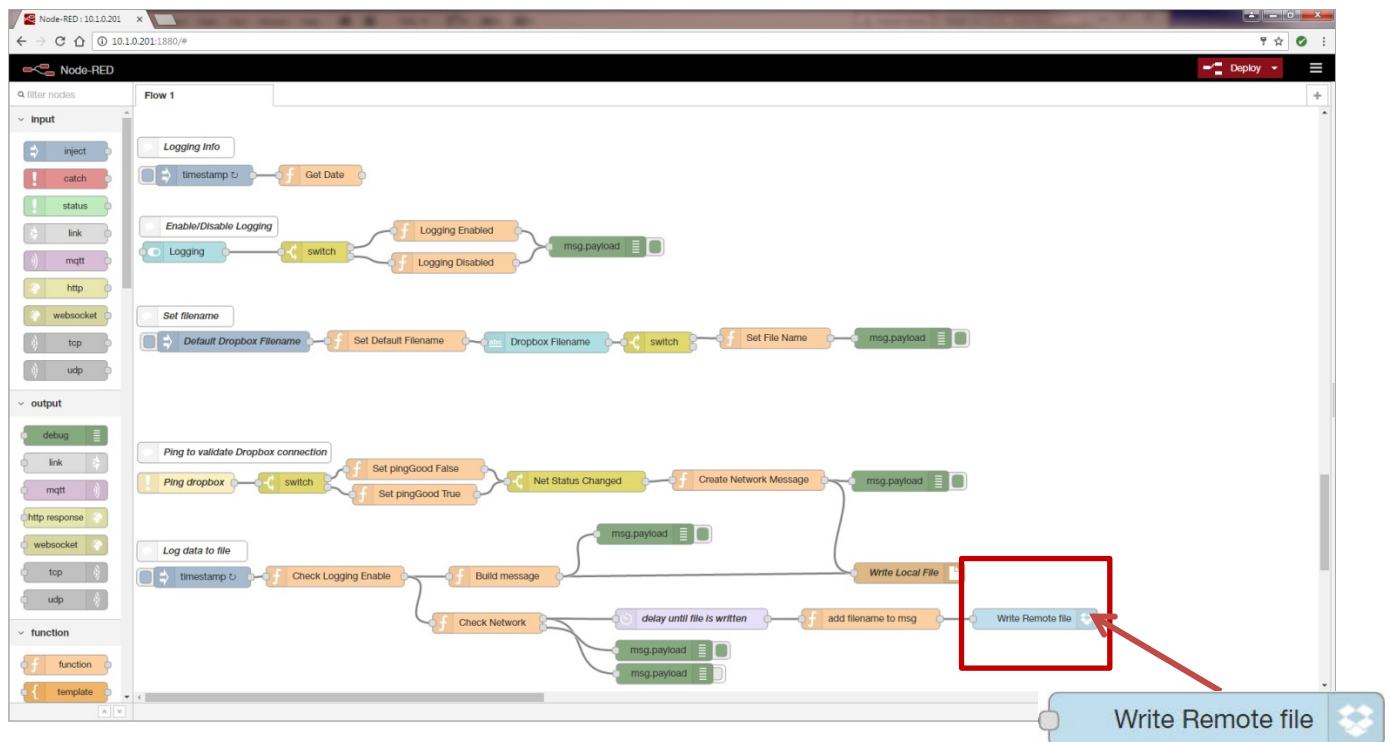 Node-RED : 10.1.0.201
10.1.0.201:1880/#
Node-RED
Deploy
filter nodes
Flow 1
input
inject
catch
status
link
mqtt
http
websocket
tcp
udp
output
debug
link
mqtt
http response
websocket
tcp
udp
function
function
template
Logging Info
timestamp ↻
Get Date
Enable/Disable Logging
Logging
switch
Logging Enabled
Logging Disabled
msg.payload
Set filename
Default Dropbox Filename
Set Default Filename
abc
Dropbox Filename
switch
Set File Name
msg.payload
Ping to validate Dropbox connection
Ping dropbox
switch
Set pingGood False
Set pingGood True
Net Status Changed
Create Network Message
msg.payload
msg.payload
Log data to file
timestamp ↻
Check Logging Enable
Build message
Write Local File
Check Network
delay until file is written
add filename to msg
Write Remote file
msg.payload
msg.payload
Write Remote file